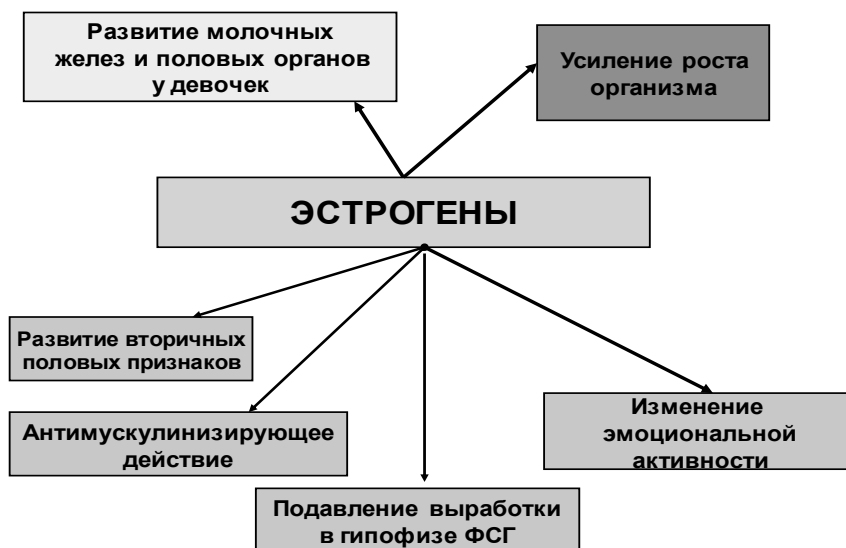 Развитие молочных
желез и половых органов
у девочек
Усиление роста
организма
ЭСТРОГЕНЫ
Развитие вторичных
половых признаков
Антимускулинизирующее
действие
Изменение
эмоциональной
активности
Подавление выработки
в гипофизе ФСГ